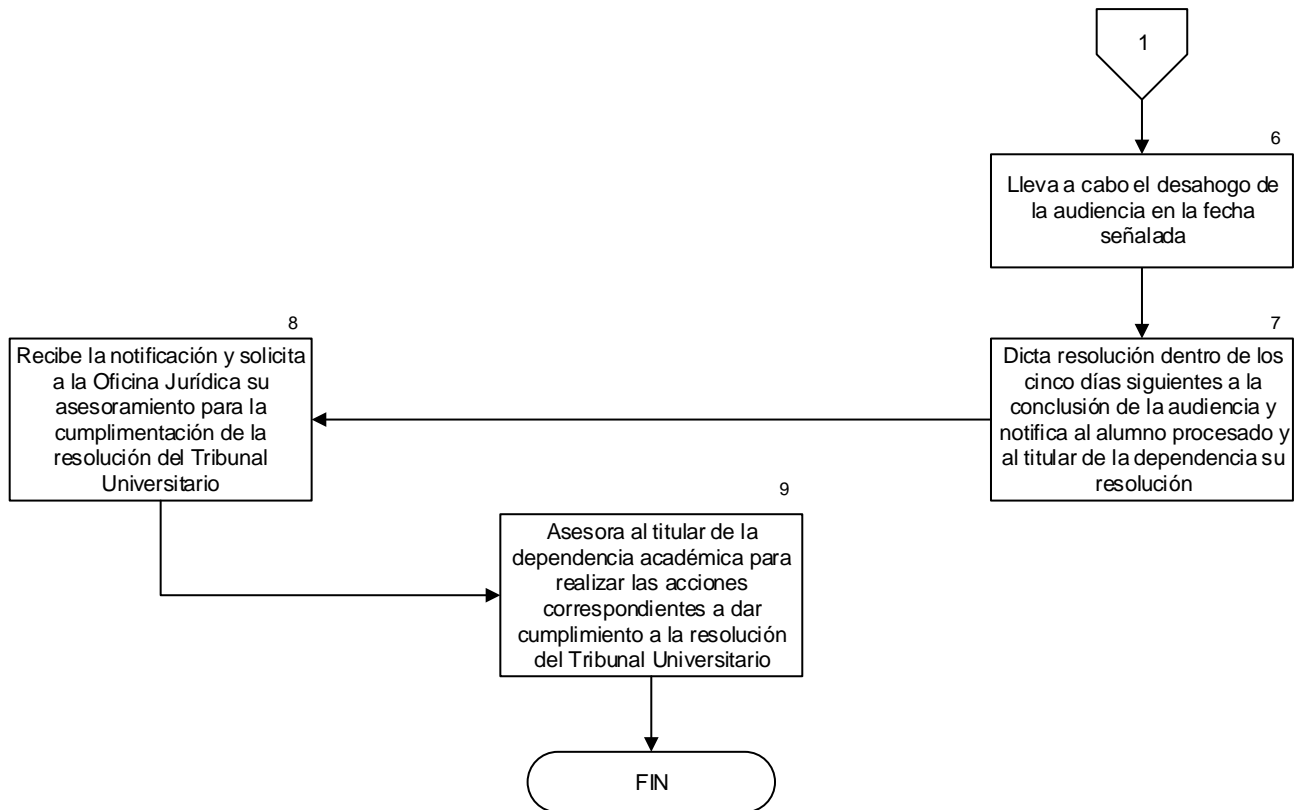 1
6
Lleva a cabo el desahogo de
la audiencia en la fecha
señalada
7
Dicta resolución dentro de los
cinco días siguientes a la
conclusión de la audiencia y
notifica al alumno procesado y
al titular de la dependencia su
resolución
8
Recibe la notificación y solicita
a la Oficina Jurídica su
asesoramiento para la
cumplimentación de la
resolución del Tribunal
Universitario
9
Asesora al titular de la
dependencia académica para
realizar las acciones
correspondientes a dar
cumplimiento a la resolución
del Tribunal Universitario
FIN